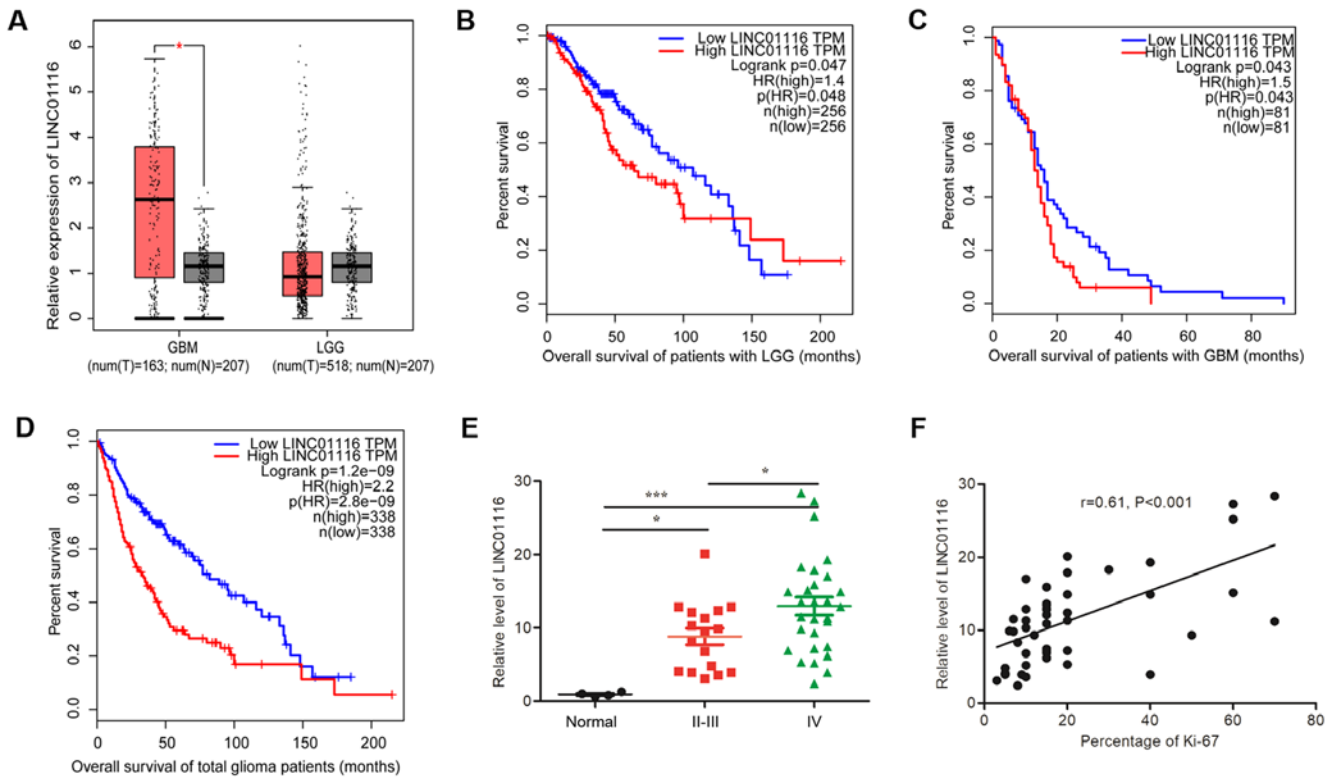 A
Relative expression of LINC01116
6
5
4
3
2
1
0
*
GBM
(num(T)=163; num(N)=207)
LGG
(num(T)=518; num(N)=207)
B
Percent survival
1.0
0.8
0.6
0.4
0.2
0.0
Low LINC01116 TPM
High LINC01116 TPM
Logrank p=0.047
HR(high)=1.4
p(HR)=0.048
n(high)=256
n(low)=256
0 50 100 150 200
Overall survival of patients with LGG (months)
C
Percent survival
1.0
0.8
0.6
0.4
0.2
0.0
Low LINC01116 TPM
High LINC01116 TPM
Logrank p=0.043
HR(high)=1.5
p(HR)=0.043
n(high)=81
n(low)=81
0 20 40 60 80
Overall survival of patients with GBM (months)
D
Percent survival
1.0
0.8
0.6
0.4
0.2
0.0
Low LINC01116 TPM
High LINC01116 TPM
Logrank p=1.2e−09
HR(high)=2.2
p(HR)=2.8e−09
n(high)=338
n(low)=338
0 50 100 150 200
Overall survival of total glioma patients (months)
E
Relative level of LINC01116
30
20
10
0
*
***
*
Normal II-III IV
F
Relative level of LINC01116
30
20
10
0
r=0.61, P<0.001
0 20 40 60 80
Percentage of Ki-67